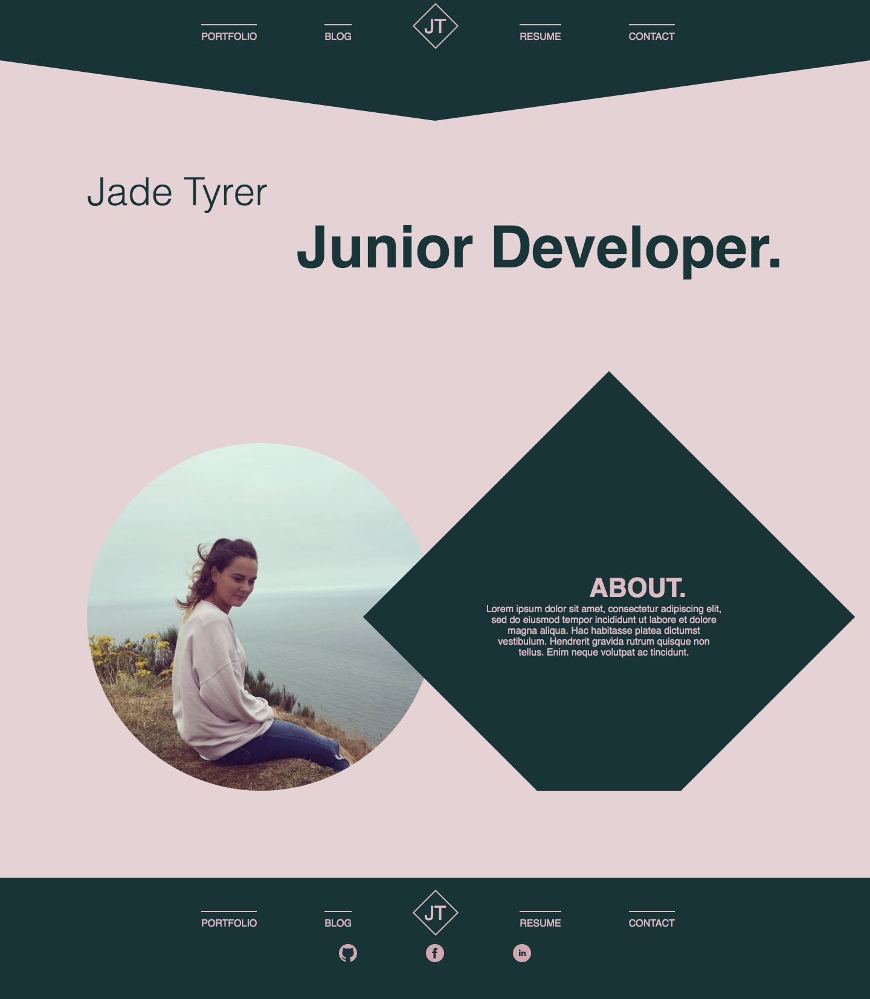 PORTFOLIO BLOG JT RESUME CONTACT
Jade Tyrer
Junior Developer.
ABOUT.
Lorem ipsum dolor sit amet, consectetur adipiscing elit,
sed do eiusmod tempor incididunt ut labore et dolore
magna aliqua. Hac habitasse platea dictumst
vestibulum. Hendrerit gravida rutrum quisque non
tellus. Enim neque volutpat ac tincidunt.
PORTFOLIO BLOG JT RESUME CONTACT
f in